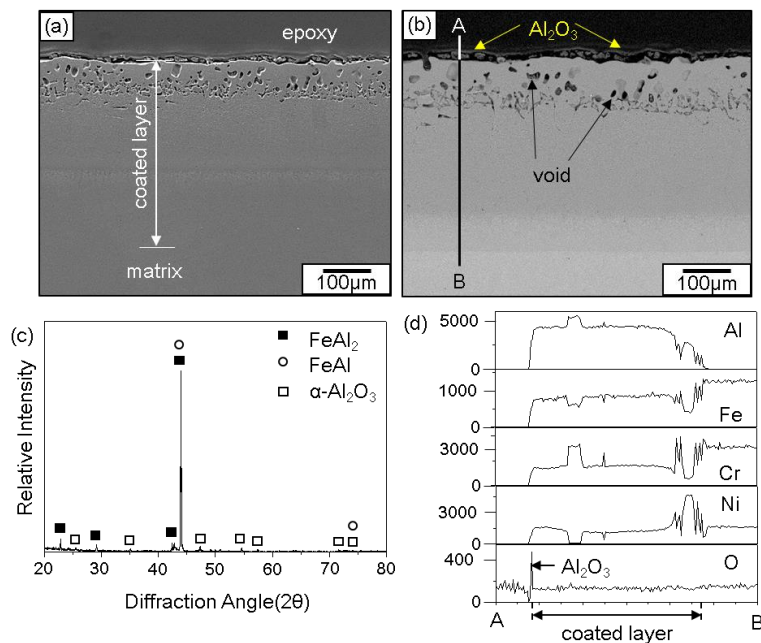 (a)
epoxy
coated layer
matrix
100μm
(b)
A
Al₂O₃
void
B
100μm
(c)
■ FeAl₂
○ FeAl
□ α-Al₂O₃
Relative Intensity
20 30 40 50 60 70 80
Diffraction Angle(2θ)
(d)
5000
0
Al
1000
0
Fe
3000
0
Cr
3000
0
Ni
400
0
Al₂O₃
O
A
coated layer
B